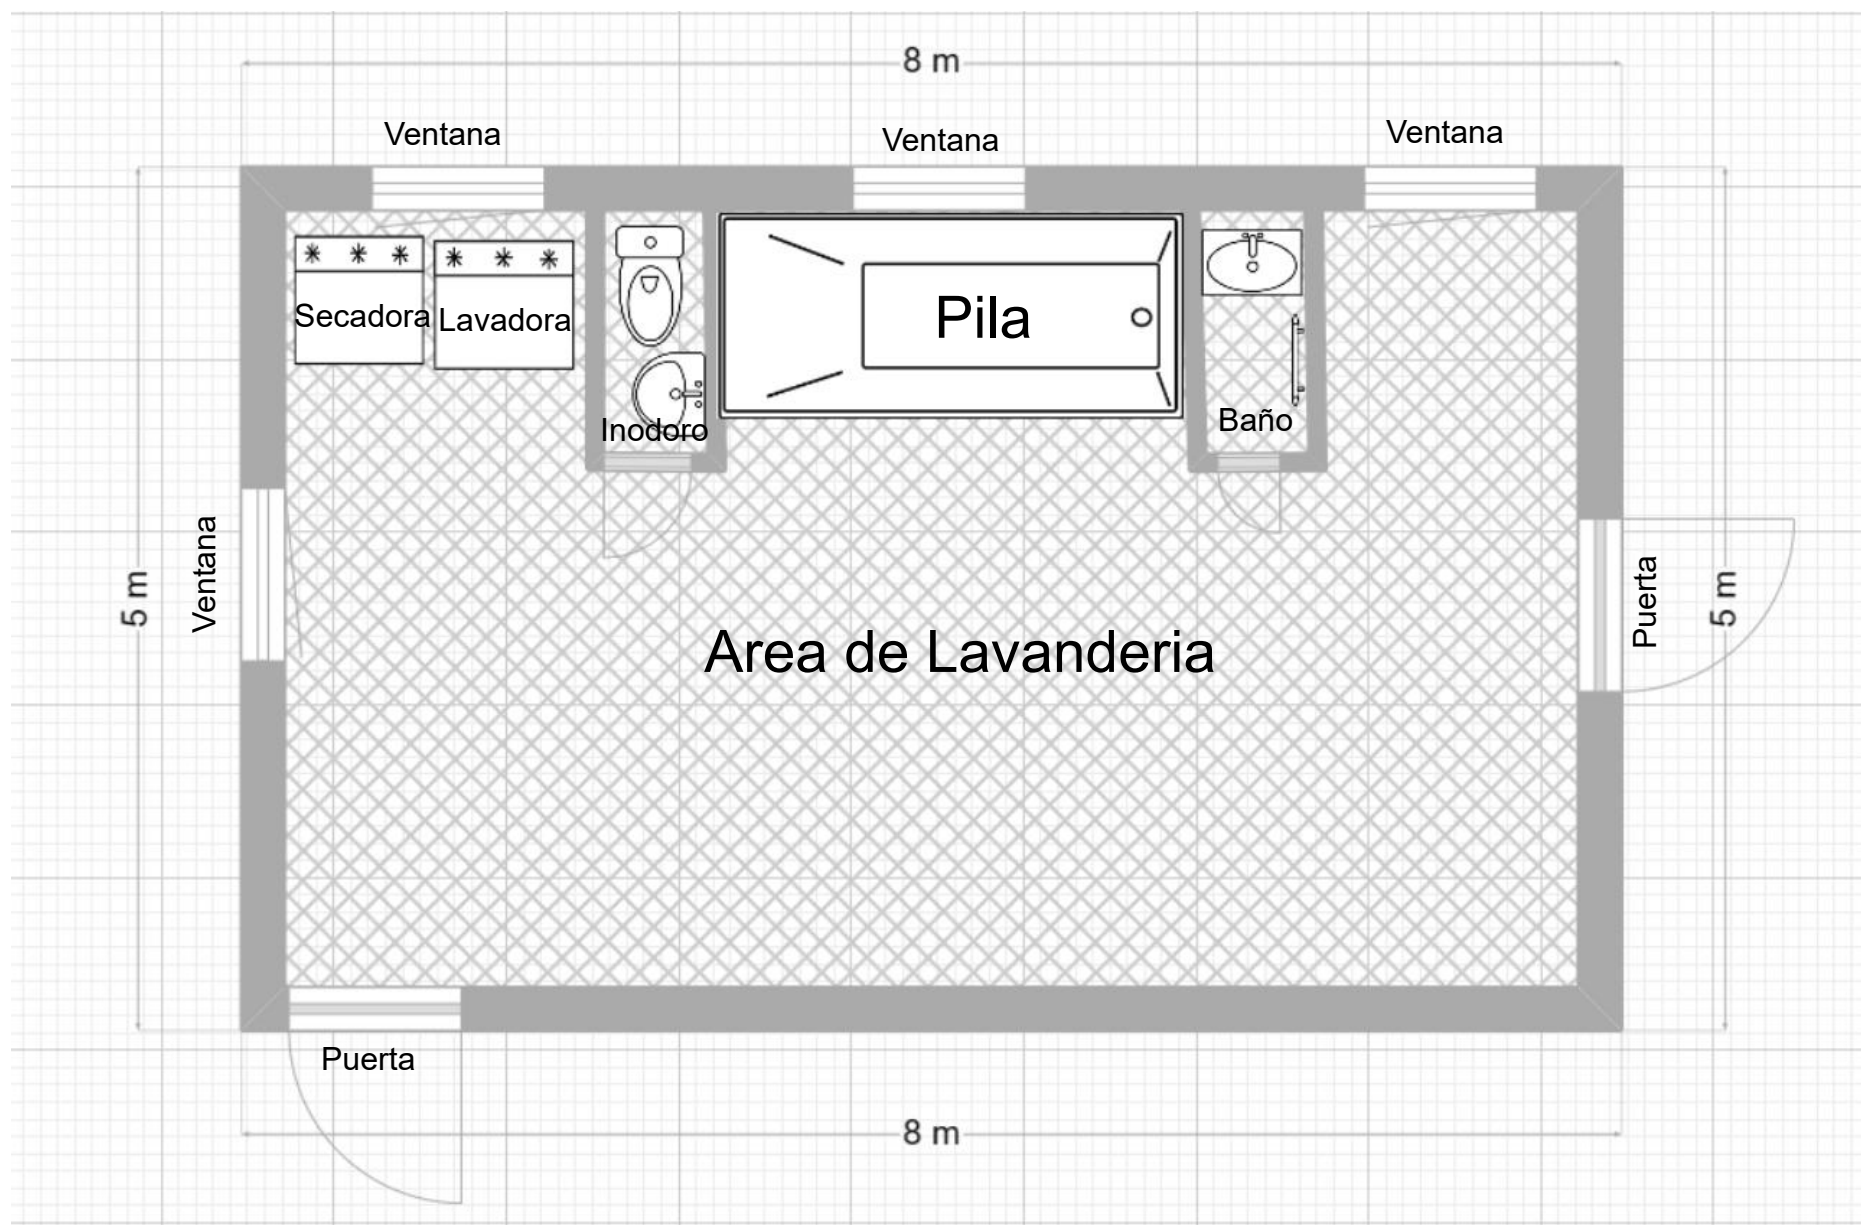 8 m
Ventana
Ventana
Ventana
Secadora
Lavadora
Pila
Inodoro
Baño
Ventana
5 m
Area de Lavanderia
Puerta
5 m
Puerta
8 m